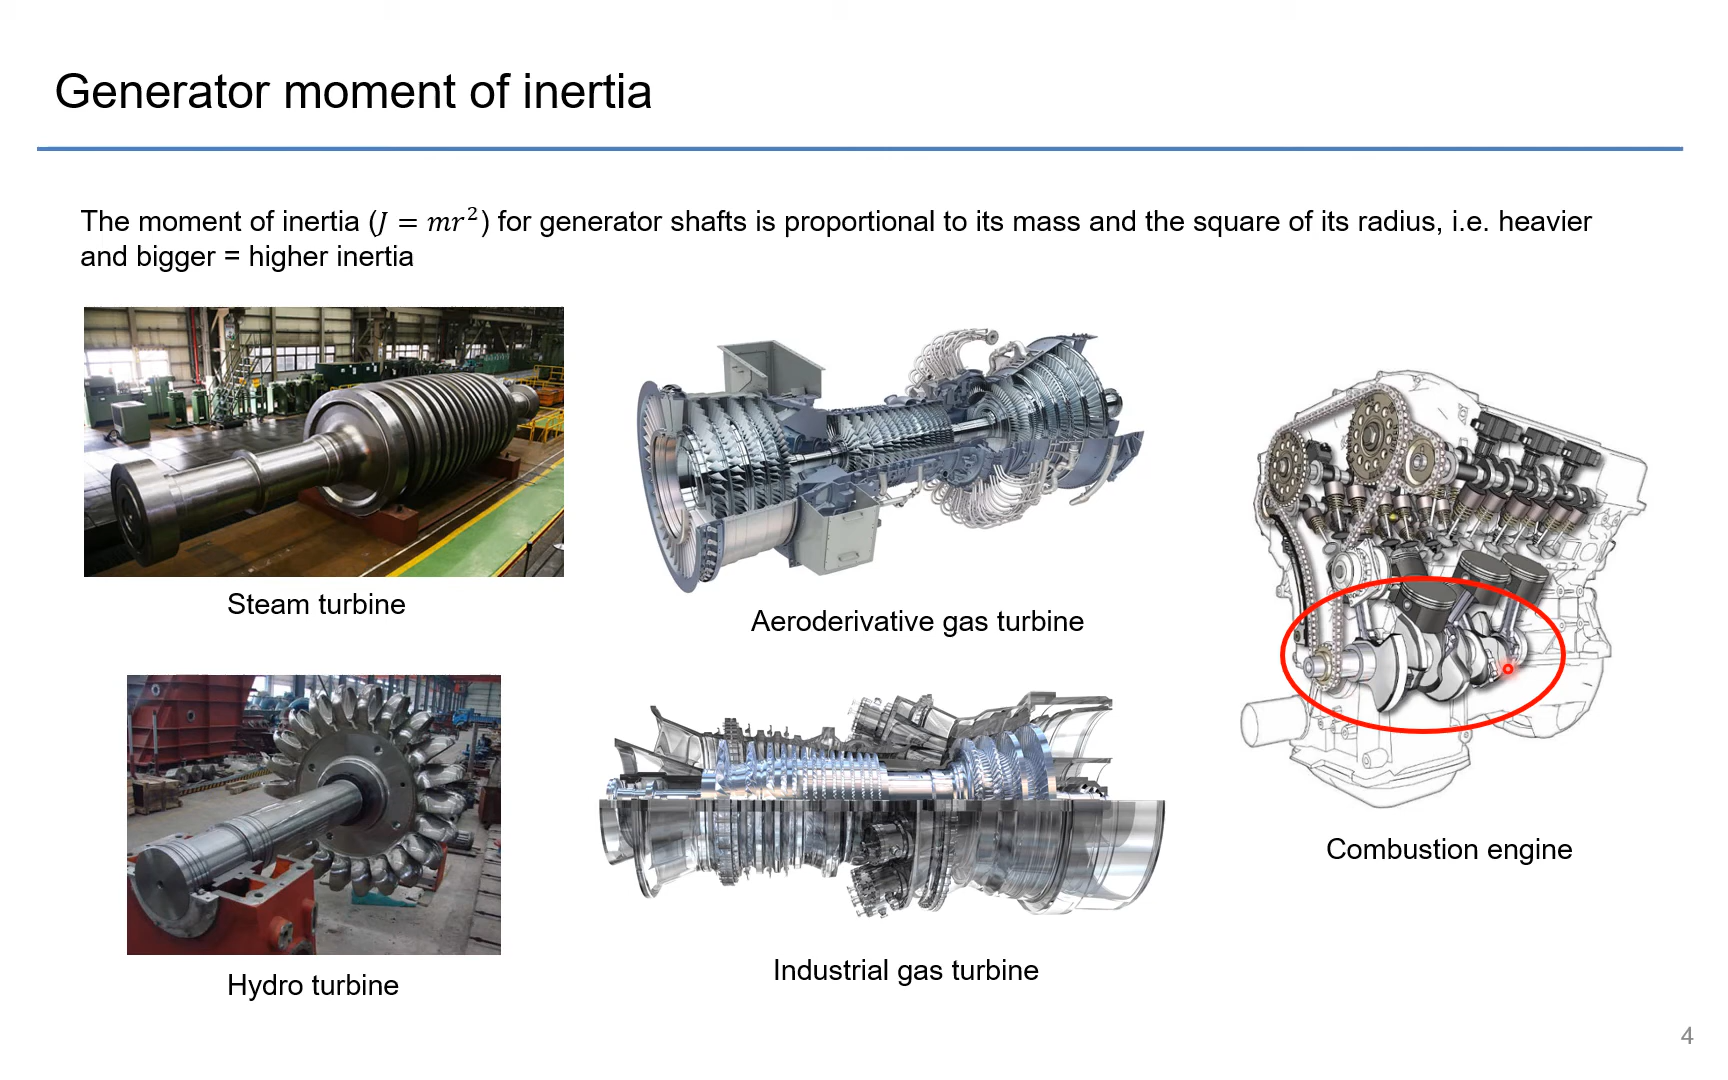 Generator moment of inertia
The moment of inertia (J = mr²) for generator shafts is proportional to its mass and the square of its radius, i.e. heavier
and bigger = higher inertia
Steam turbine
Aeroderivative gas turbine
Hydro turbine
Industrial gas turbine
Combustion engine
4